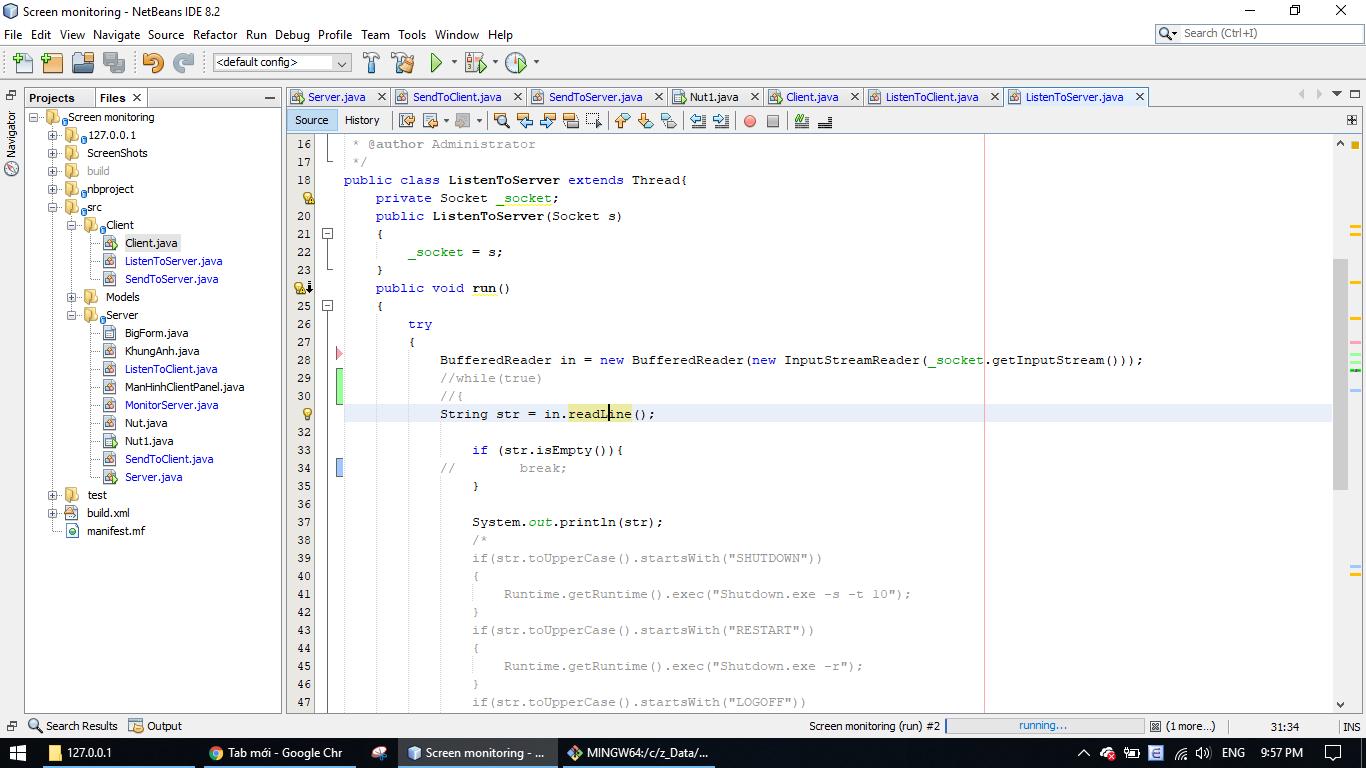 Screen monitoring - NetBeans IDE 8.2
File Edit View Navigate Source Refactor Run Debug Profile Team Tools Window Help
Search (Ctrl+I)
<default config>
Projects Files
Server.java SendToClient.java SendToServer.java Nut1.java Client.java ListenToClient.java ListenToServer.java
Navigator
Screen monitoring
127.0.0.1
ScreenShots
build
nbproject
src
Client
Client.java
ListenToServer.java
SendToServer.java
Models
Server
BigForm.java
KhungAnh.java
ListenToClient.java
ManHinhClientPanel.java
MonitorServer.java
Nut.java
Nut1.java
SendToClient.java
Server.java
test
build.xml
manifest.mf
Source History
16 * @author Administrator
17 */
18 public class ListenToServer extends Thread{
private Socket _socket;
20 public ListenToServer(Socket s)
21 {
22 _socket = s;
23 }
public void run()
25 {
26 try
27 {
28 BufferedReader in = new BufferedReader(new InputStreamReader(_socket.getInputStream()));
29 //while(true)
30 //{
String str = in.readLine();
32
33 if (str.isEmpty()){
34 // break;
35 }
36
37 System.out.println(str);
38 /*
39 if(str.toUpperCase().startsWith("SHUTDOWN"))
40 {
41 Runtime.getRuntime().exec("Shutdown.exe -s -t 10");
42 }
43 if(str.toUpperCase().startsWith("RESTART"))
44 {
45 Runtime.getRuntime().exec("Shutdown.exe -r");
46 }
47 if(str.toUpperCase().startsWith("LOGOFF"))
Search Results Output
Screen monitoring (run) #2 running... (1 more...) 31:34 INS
127.0.0.1 Tab mới - Google Chr Screen monitoring - ... MINGW64:/c/z_Data/... ENG 9:57 PM